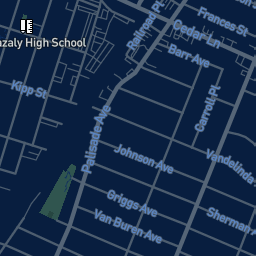 Frances St
Cedar Ln
Railroad Pl
Barr Ave
azaly High School
Kipp St
Palisade Ave
Carroll Pl
Johnson Ave
Vandelinda
Griggs Ave
Van Buren Ave
Sherman A